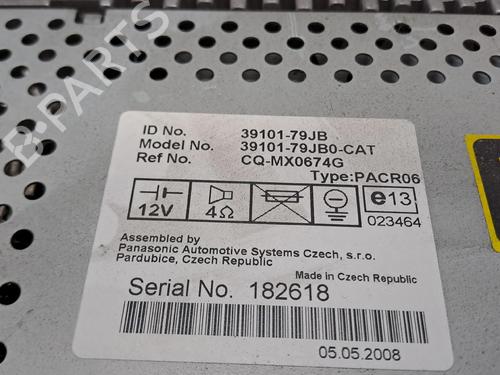 B-PARTS
ID No. 39101-79JB
Model No. 39101-79JB0-CAT
Ref No. CQ-MX0674G
Type:PACR06
12V 4Ω e13
023464
Assembled by
Panasonic Automotive Systems Czech, s.r.o.
Pardubice, Czech Republic
Made in Czech Republic
Serial No. 182618
05.05.2008